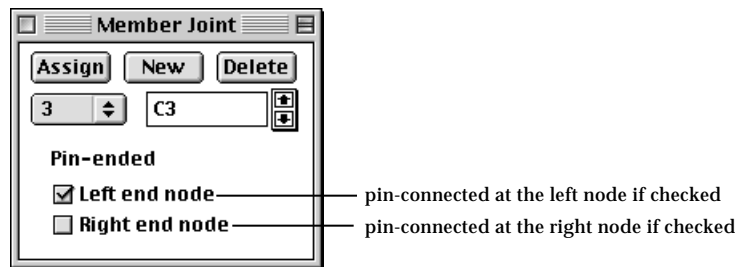 Member Joint
Assign New Delete
3 C3
Pin-ended
Left end node pin-connected at the left node if checked
Right end node pin-connected at the right node if checked